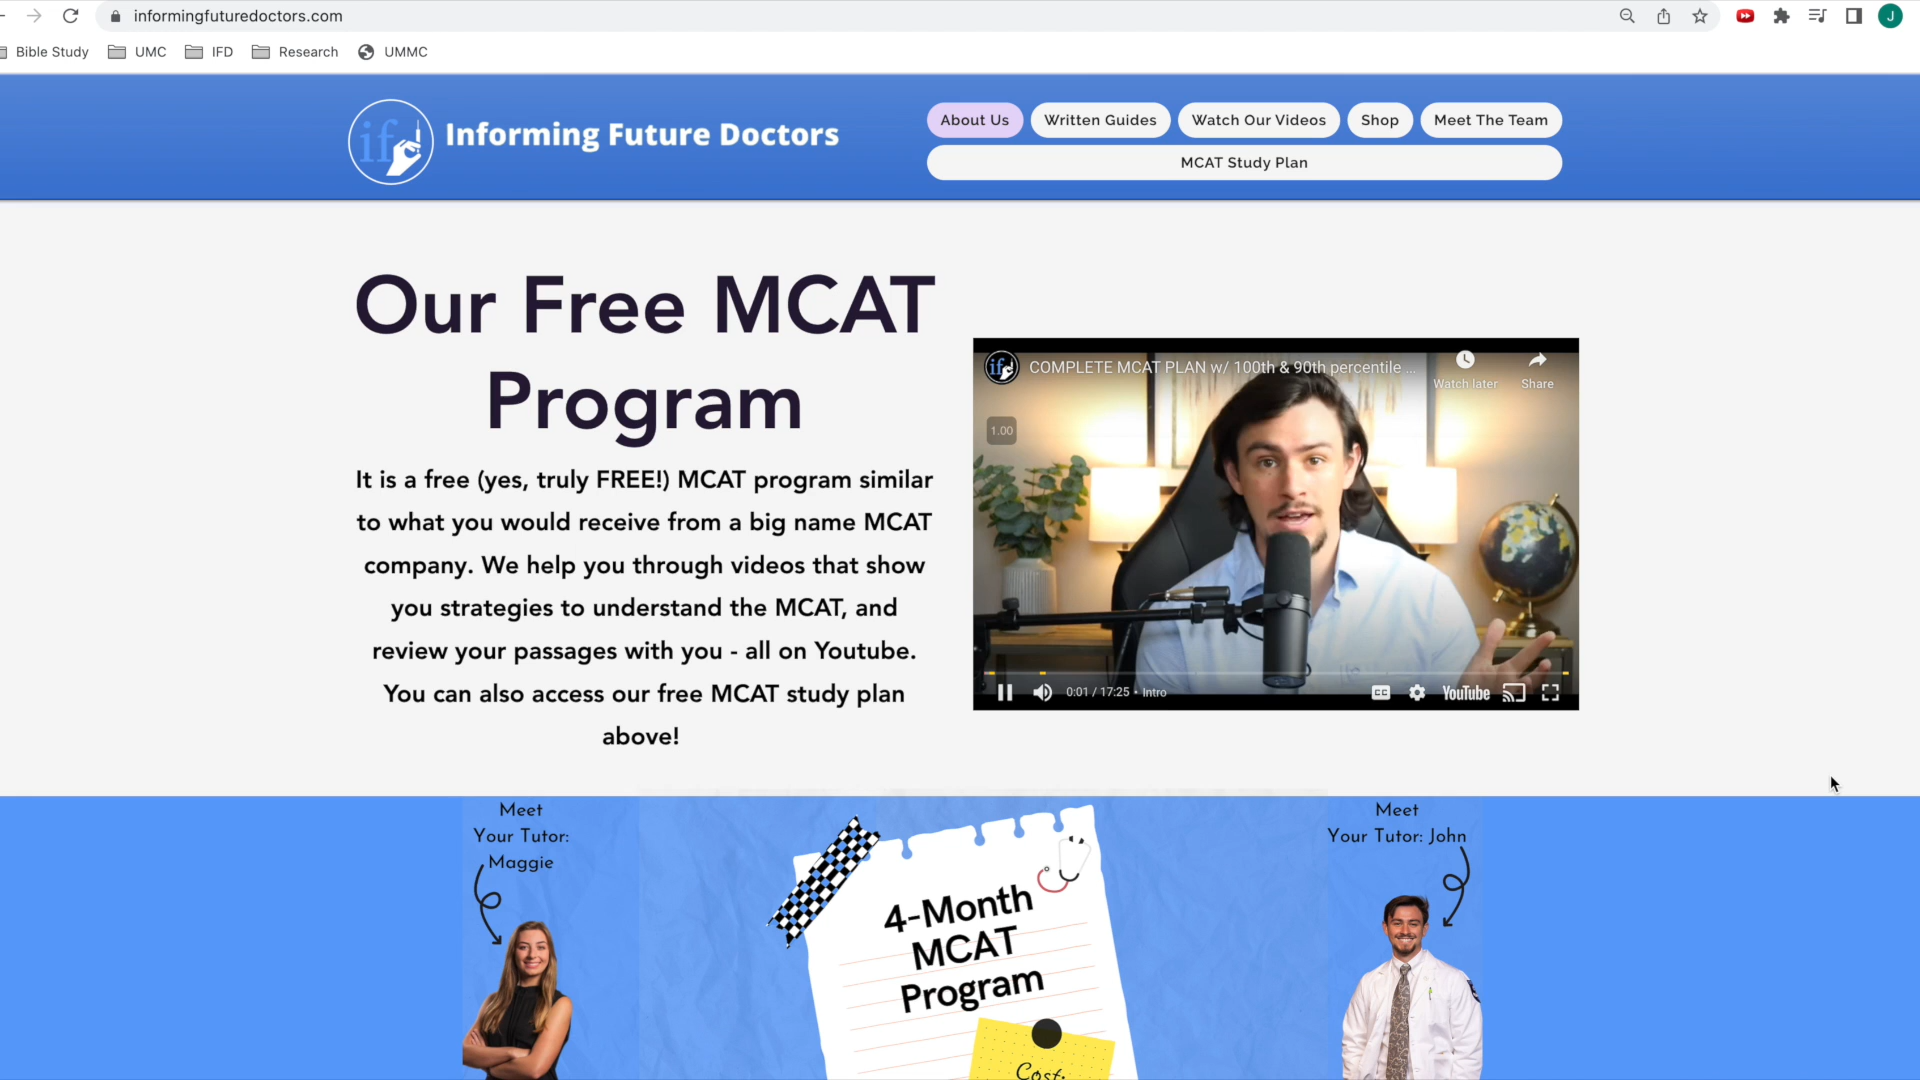 informingfuturedoctors.com
J
Bible Study UMC IFD Research UMMC
if
Informing Future Doctors
About Us Written Guides Watch Our Videos Shop Meet The Team
MCAT Study Plan
Our Free MCAT
Program
It is a free (yes, truly FREE!) MCAT program similar
to what you would receive from a big name MCAT
company. We help you through videos that show
you strategies to understand the MCAT, and
review your passages with you - all on Youtube.
You can also access our free MCAT study plan
above!
if
COMPLETE MCAT PLAN w/ 100th & 90th percentile ...
Watch later Share
1.00
0:01 / 17:25 • Intro
CC
YouTube
Meet
Your Tutor:
Maggie
4-Month
MCAT
Program
Cost:
Meet
Your Tutor: John